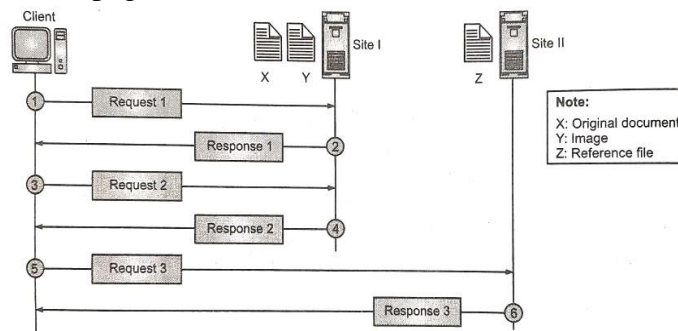 Client
Site I
Site II
X
Y
Z
1
Request 1
Note:
X: Original document
Y: Image
Z: Reference file
Response 1
2
3
Request 2
Response 2
4
5
Request 3
Response 3
6